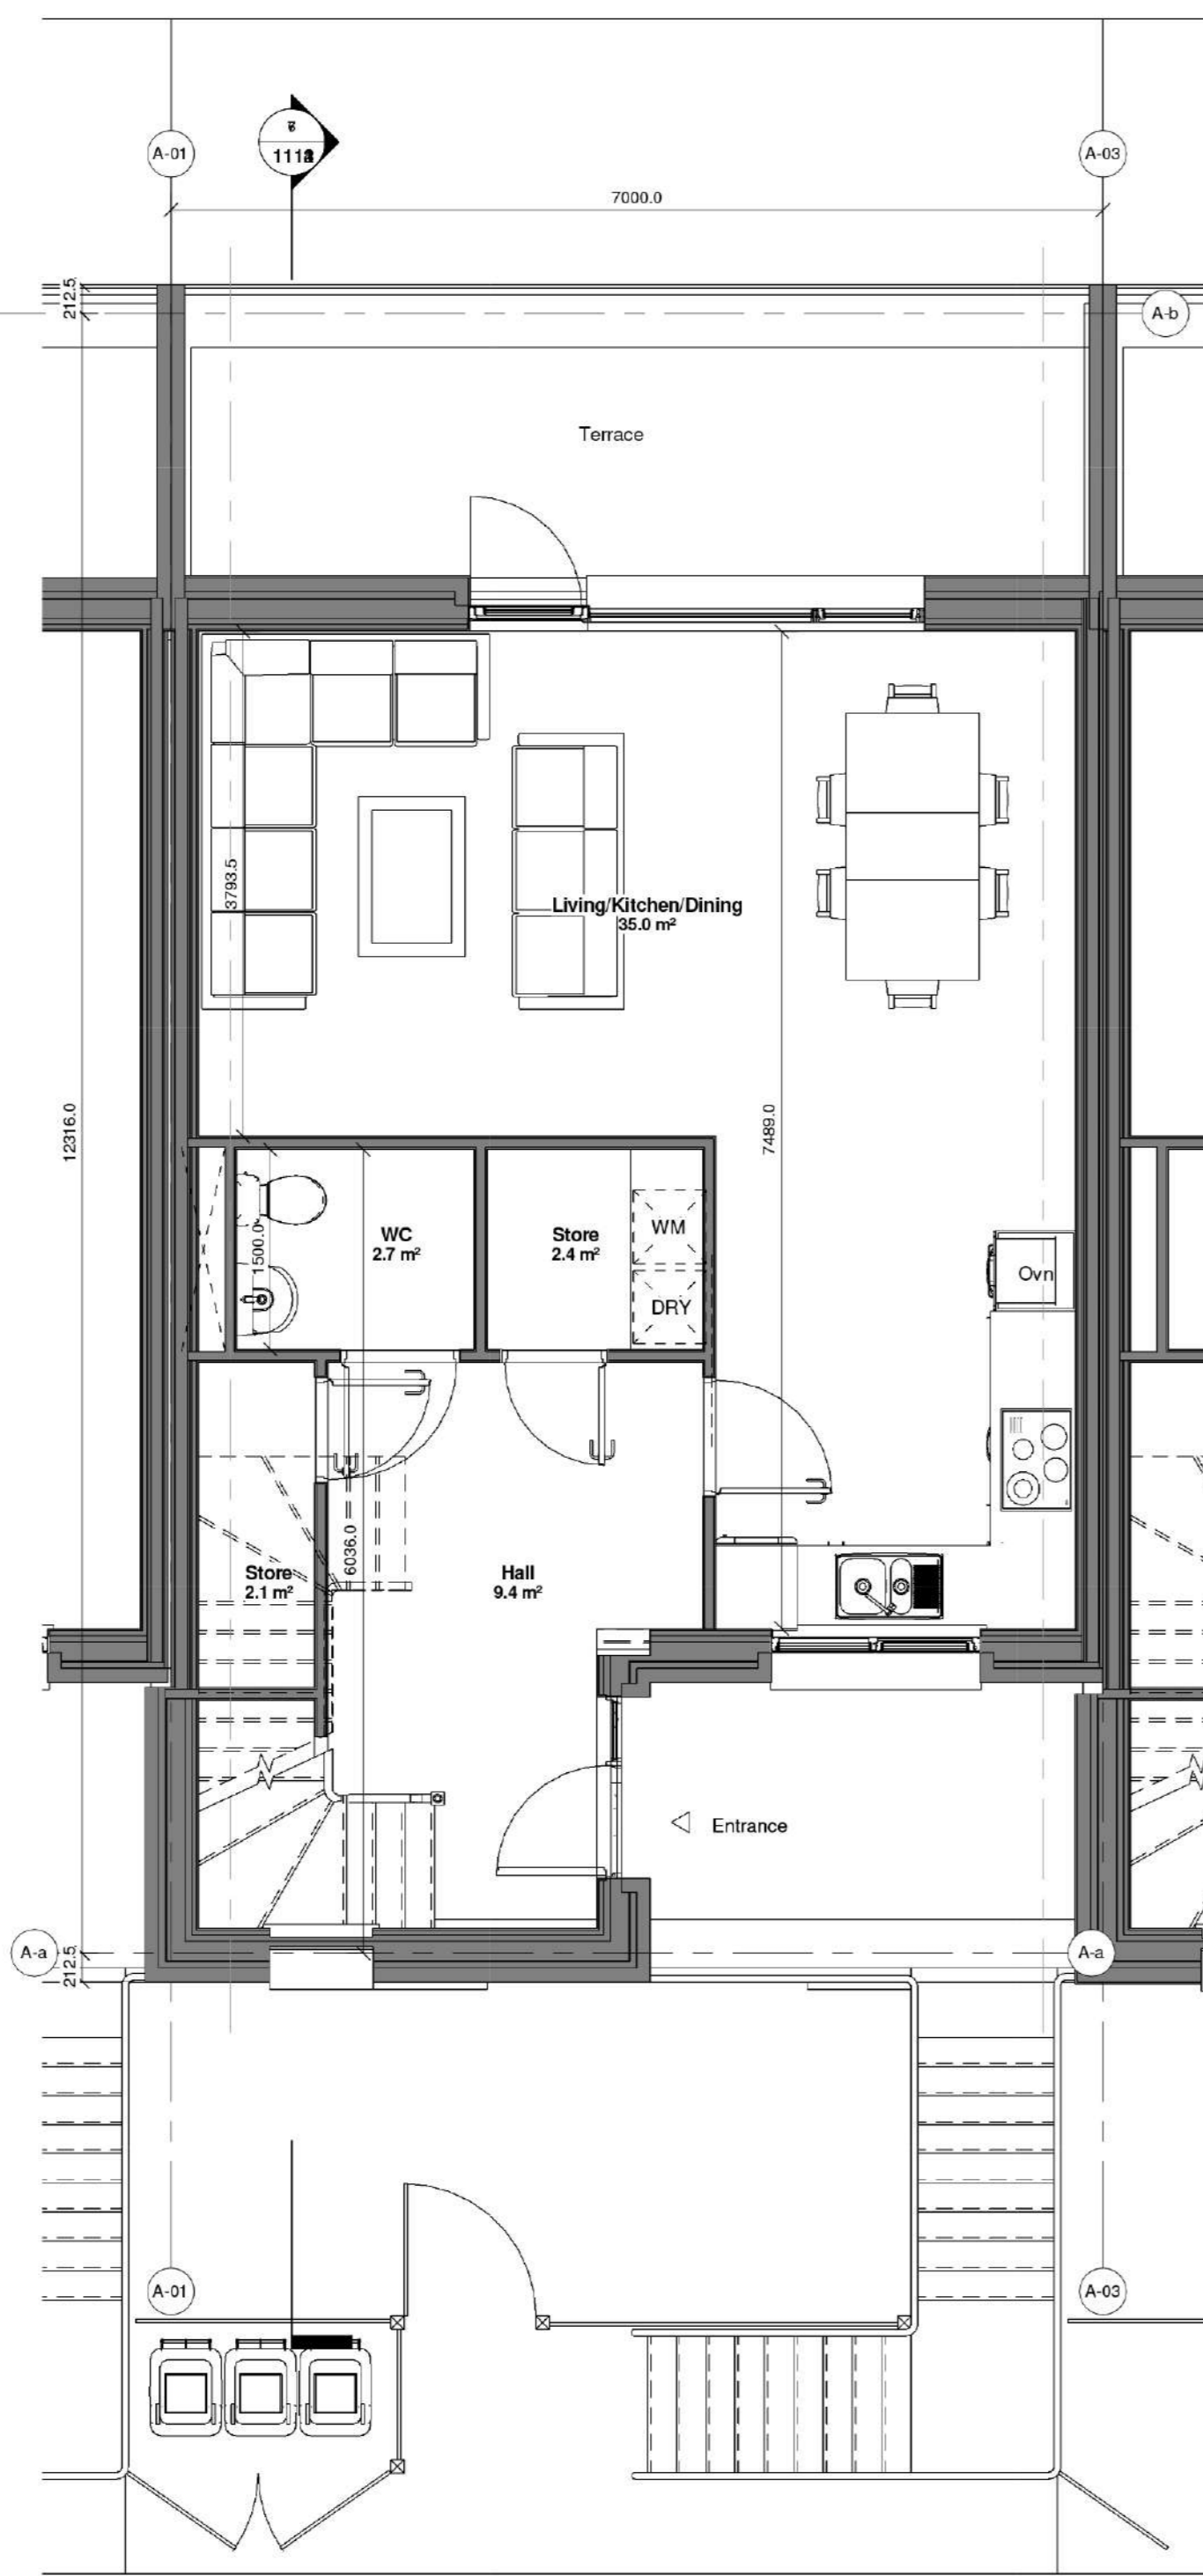 A-01
A-03
7000.0
212.5
A-b
Terrace
3793.5
Living/Kitchen/Dining
35.0 m²
12316.0
7489.0
WC
2.7 m²
1500.0
Store
2.4 m²
WM
DRY
Ovn
Store
2.1 m²
6036.0
Hall
9.4 m²
Entrance
A-a
A-a
212.5
A-01
A-03